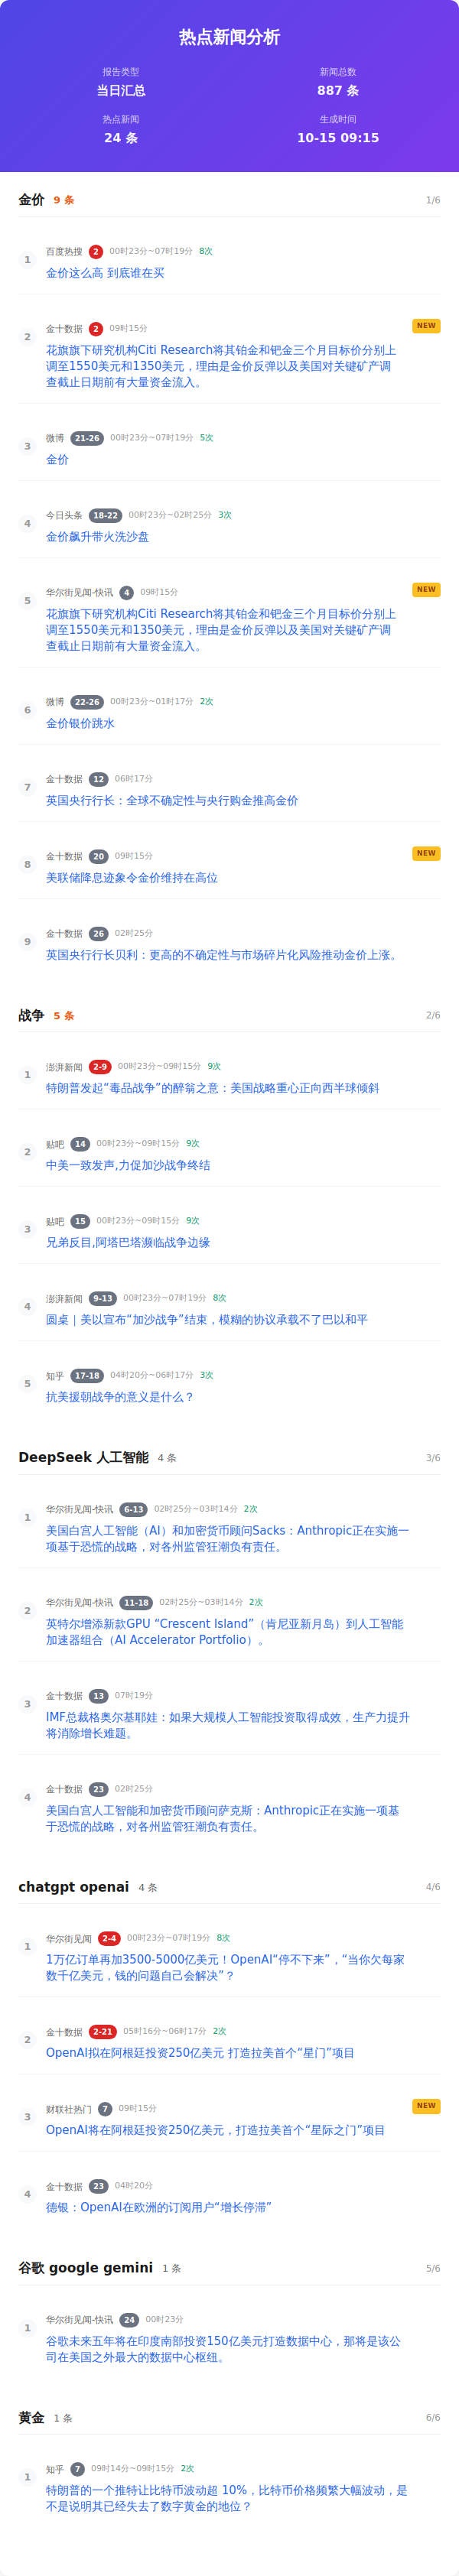 热点新闻分析
报告类型
当日汇总
新闻总数
887 条
热点新闻
24 条
生成时间
10-15 09:15
金价 9 条 1/6
1 百度热搜 2 00时23分~07时19分 8次
金价这么高 到底谁在买
2 金十数据 2 09时15分 NEW
花旗旗下研究机构Citi Research将其铂金和钯金三个月目标价分别上
调至1550美元和1350美元，理由是金价反弹以及美国对关键矿产调
查截止日期前有大量资金流入。
3 微博 21-26 00时23分~07时19分 5次
金价
4 今日头条 18-22 00时23分~02时25分 3次
金价飙升带火洗沙盘
5 华尔街见闻-快讯 4 09时15分 NEW
花旗旗下研究机构Citi Research将其铂金和钯金三个月目标价分别上
调至1550美元和1350美元，理由是金价反弹以及美国对关键矿产调
查截止日期前有大量资金流入。
6 微博 22-26 00时23分~01时17分 2次
金价银价跳水
7 金十数据 12 06时17分
英国央行行长：全球不确定性与央行购金推高金价
8 金十数据 20 09时15分 NEW
美联储降息迹象令金价维持在高位
9 金十数据 26 02时25分
英国央行行长贝利：更高的不确定性与市场碎片化风险推动金价上涨。
战争 5 条 2/6
1 澎湃新闻 2-9 00时23分~09时15分 9次
特朗普发起“毒品战争”的醉翁之意：美国战略重心正向西半球倾斜
2 贴吧 14 00时23分~09时15分 9次
中美一致发声,力促加沙战争终结
3 贴吧 15 00时23分~09时15分 9次
兄弟反目,阿塔巴塔濒临战争边缘
4 澎湃新闻 9-13 00时23分~07时19分 8次
圆桌｜美以宣布“加沙战争”结束，模糊的协议承载不了巴以和平
5 知乎 17-18 04时20分~06时17分 3次
抗美援朝战争的意义是什么？
DeepSeek 人工智能 4 条 3/6
1 华尔街见闻-快讯 6-13 02时25分~03时14分 2次
美国白宫人工智能（AI）和加密货币顾问Sacks：Anthropic正在实施一
项基于恐慌的战略，对各州监管狂潮负有责任。
2 华尔街见闻-快讯 11-18 02时25分~03时14分 2次
英特尔增添新款GPU “Crescent Island”（肯尼亚新月岛）到人工智能
加速器组合（AI Accelerator Portfolio）。
3 金十数据 13 07时19分
IMF总裁格奥尔基耶娃：如果大规模人工智能投资取得成效，生产力提升
将消除增长难题。
4 金十数据 23 02时25分
美国白宫人工智能和加密货币顾问萨克斯：Anthropic正在实施一项基
于恐慌的战略，对各州监管狂潮负有责任。
chatgpt openai 4 条 4/6
1 华尔街见闻 2-4 00时23分~07时19分 8次
1万亿订单再加3500-5000亿美元！OpenAI“停不下来”，“当你欠每家
数千亿美元，钱的问题自己会解决”？
2 金十数据 2-21 05时16分~06时17分 2次
OpenAI拟在阿根廷投资250亿美元 打造拉美首个“星门”项目
3 财联社热门 7 09时15分 NEW
OpenAI将在阿根廷投资250亿美元，打造拉美首个“星际之门”项目
4 金十数据 23 04时20分
德银：OpenAI在欧洲的订阅用户“增长停滞”
谷歌 google gemini 1 条 5/6
1 华尔街见闻-快讯 24 00时23分
谷歌未来五年将在印度南部投资150亿美元打造数据中心，那将是该公
司在美国之外最大的数据中心枢纽。
黄金 1 条 6/6
1 知乎 7 09时14分~09时15分 2次
特朗普的一个推特让比特币波动超 10%，比特币价格频繁大幅波动，是
不是说明其已经失去了数字黄金的地位？